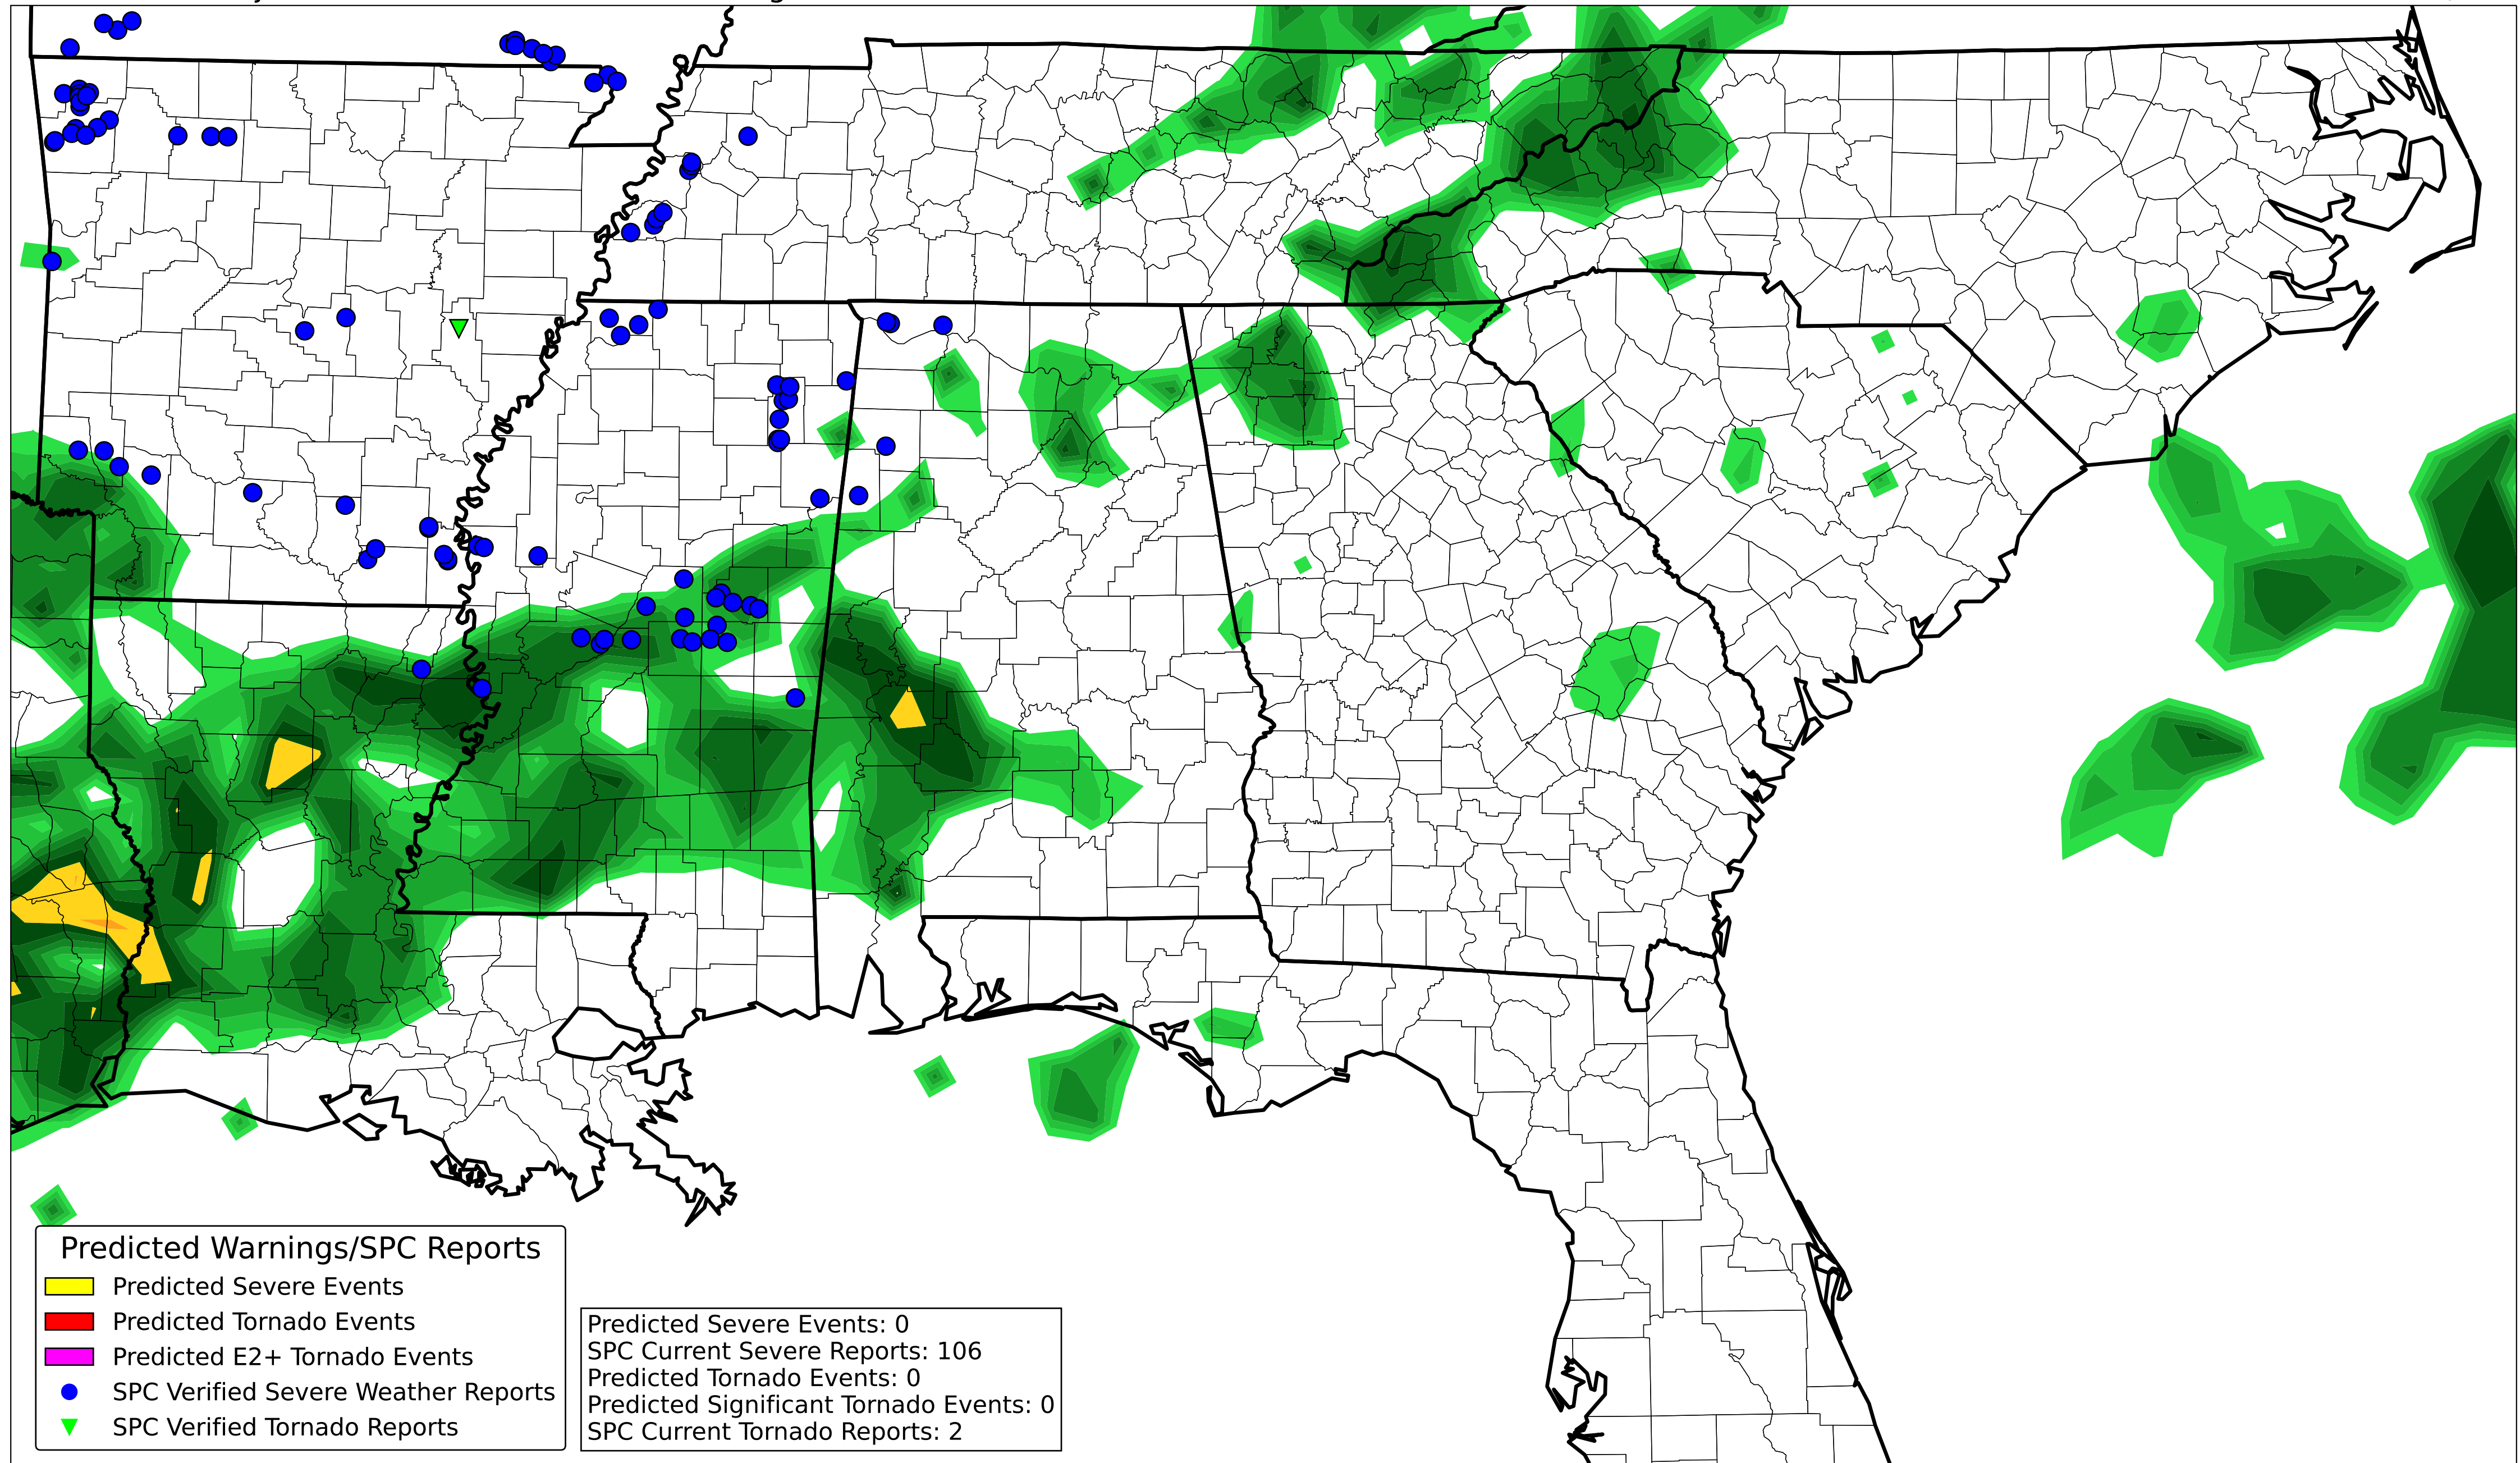 Predicted Warnings/SPC Reports
Predicted Severe Events
Predicted Tornado Events
Predicted E2+ Tornado Events
SPC Verified Severe Weather Reports
SPC Verified Tornado Reports
Predicted Severe Events: 0
SPC Current Severe Reports: 106
Predicted Tornado Events: 0
Predicted Significant Tornado Events: 0
SPC Current Tornado Reports: 2